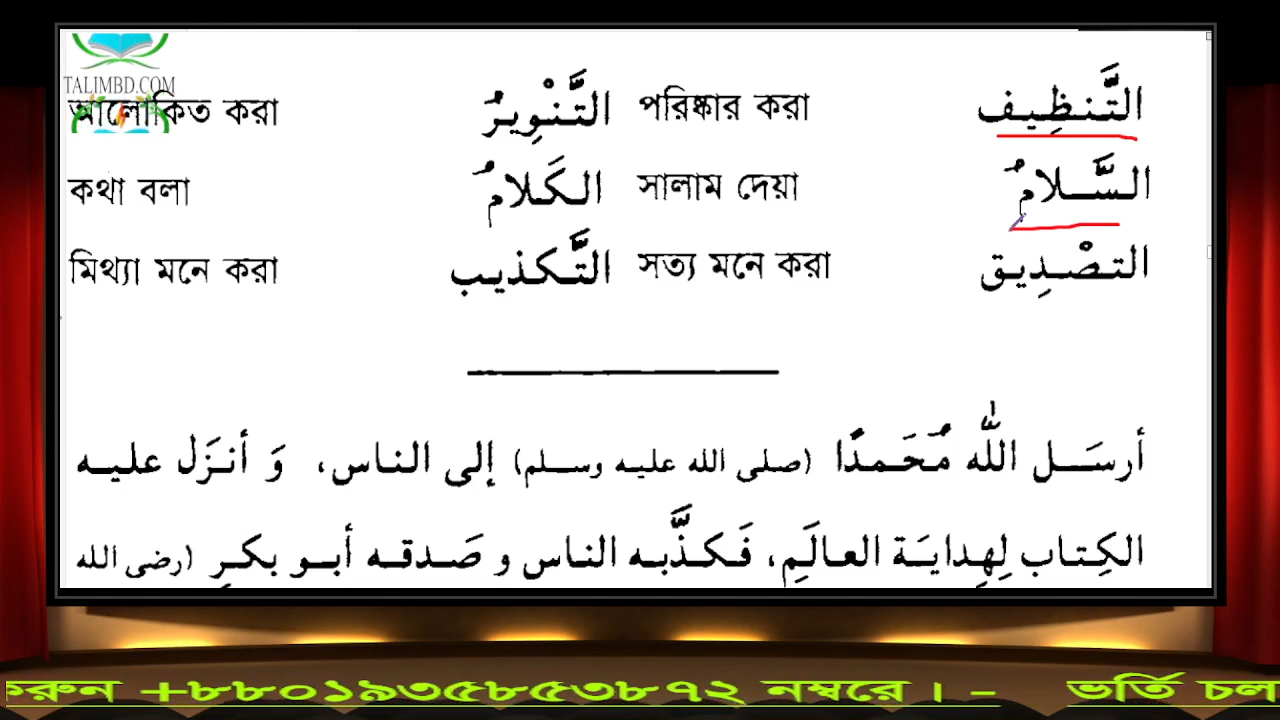 TALIMBD.COM
التَّنظِيف পরিষ্কার করা التَّنْوِيرُ আলোকিত করা
السَّلامُ সালাম দেয়া الكَلامُ কথা বলা
التصْدِيق সত্য মনে করা التَّكذيب মিথ্যা মনে করা
أرسَل اللّٰه مُحَمدًا (صلى الله عليه وسلم) إلى الناس، وَ أنزَل عليه
الكِتاب لِهِدايَة العالَمِ، فَكذَّبه الناس و صَدقه أبو بكرِ (رضى الله
করুন +৮৮০১৯৩৫৮৫৩৮৭২ নম্বরে । - ভর্তি চল